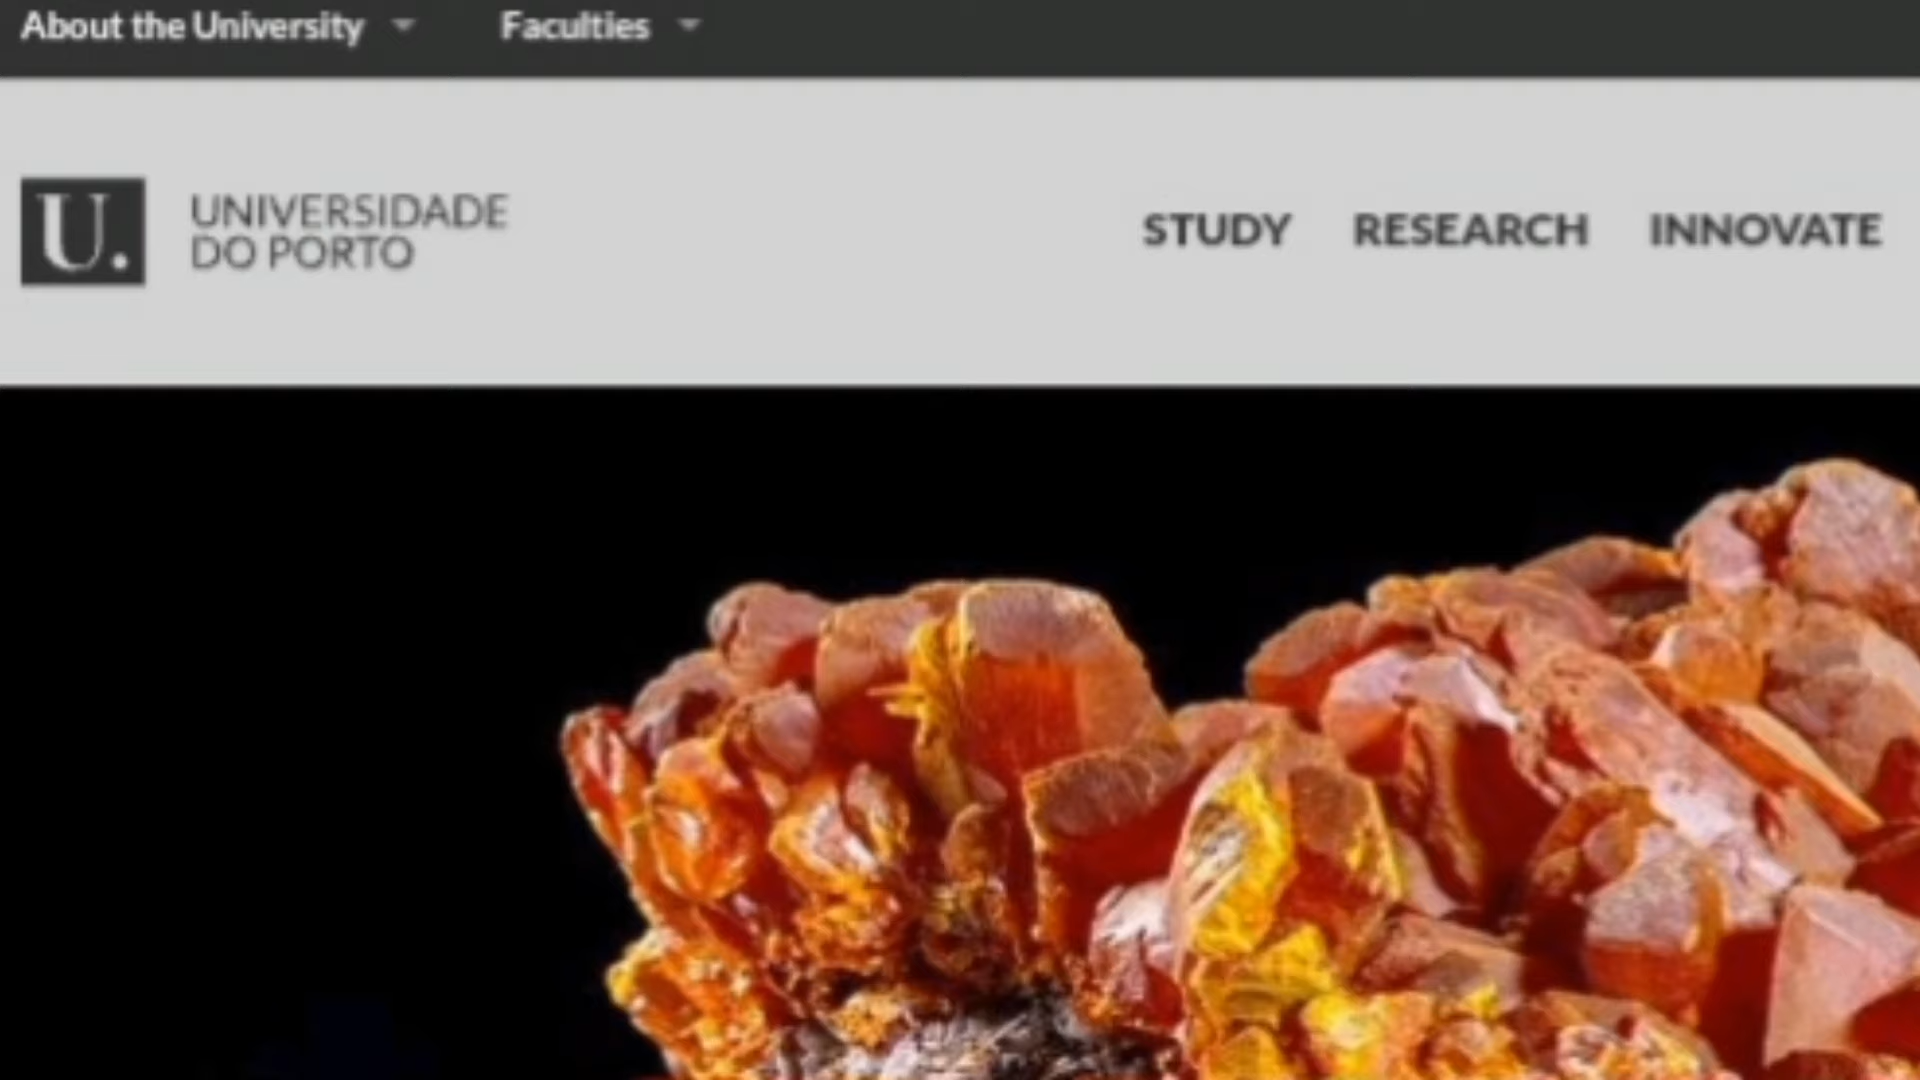 About the University Faculties
U. UNIVERSIDADE
DO PORTO
STUDY RESEARCH INNOVATE